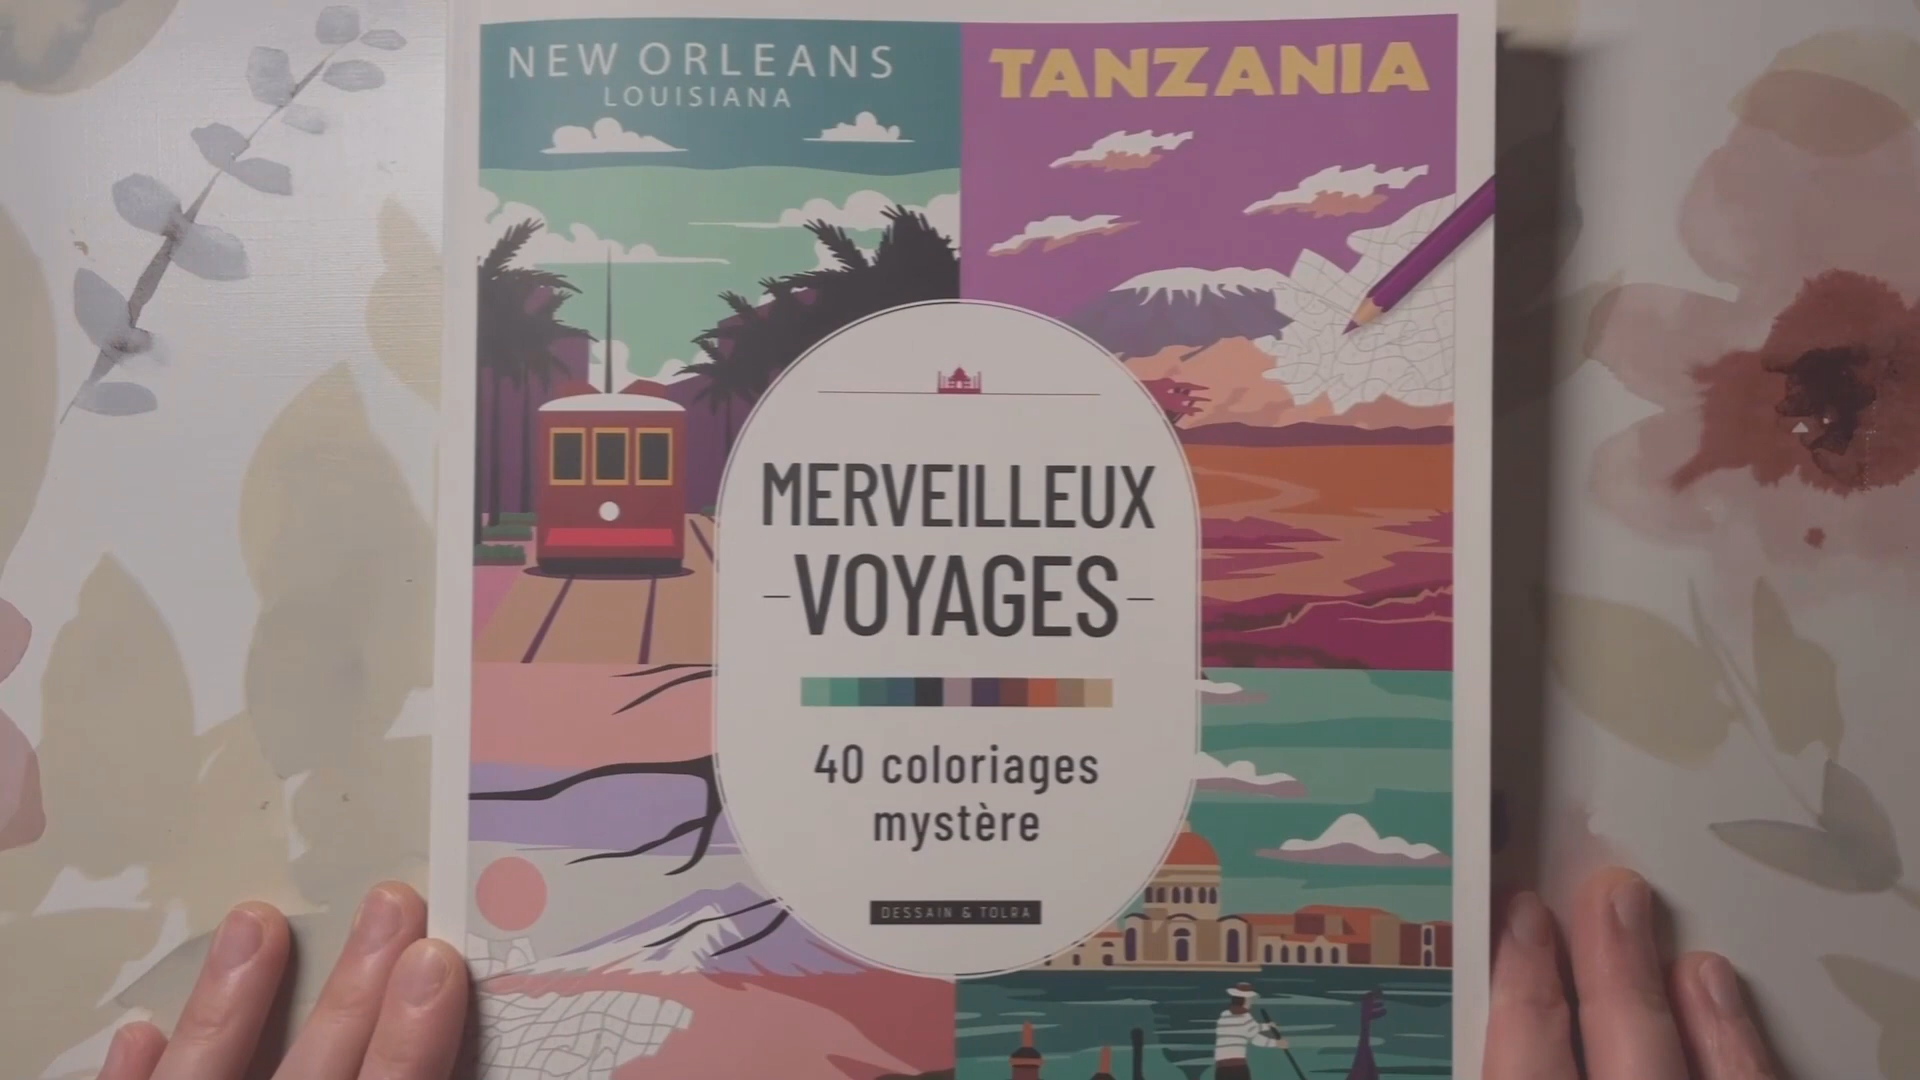 NEW ORLEANS
LOUISIANA
TANZANIA
MERVEILLEUX
-VOYAGES-
40 coloriages
mystère
DESSAIN & TOLRA